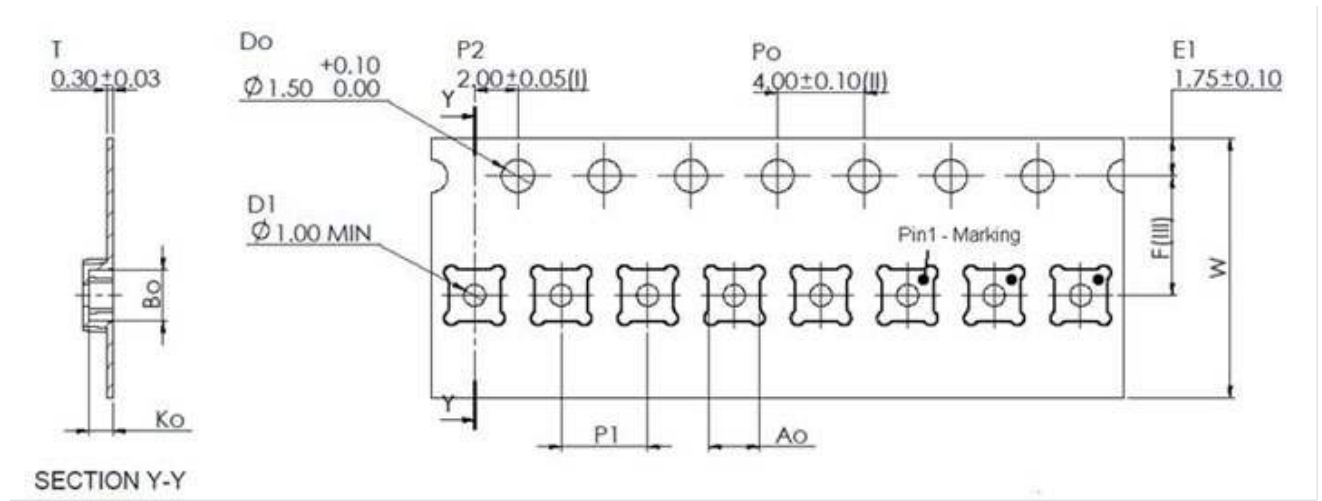 T
0.30±0.03
Do
+0.10
Ø1.50 0.00
P2
2.00±0.05(I)
Po
4.00±0.10(II)
E1
1.75±0.10
Y
D1
Ø1.00 MIN
Pin1 - Marking
F(III)
W
Bo
Y
Ko
P1
Ao
SECTION Y-Y